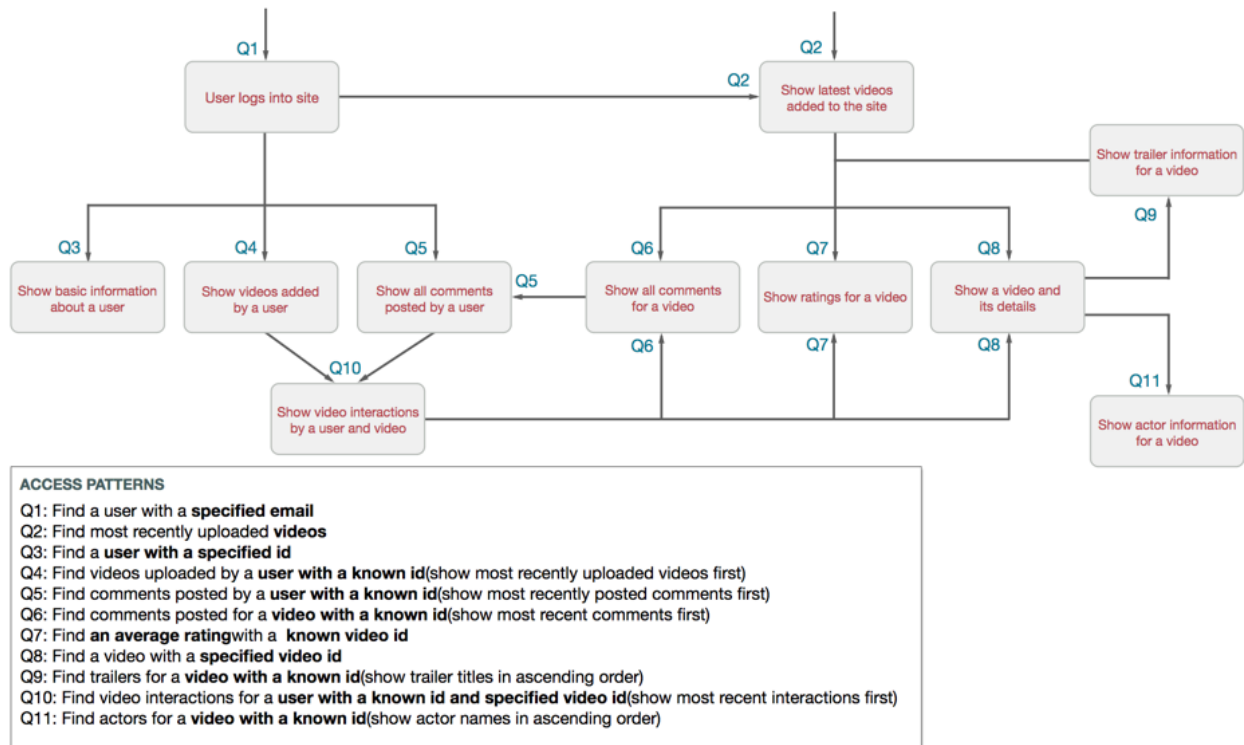 Q1
Q2
User logs into site
Q2
Show latest videos
added to the site
Show trailer information
for a video
Q3
Q4
Q5
Q6
Q7
Q8
Q9
Show basic information
about a user
Show videos added
by a user
Show all comments
posted by a user
Q5
Show all comments
for a video
Show ratings for a video
Show a video and
its details
Q10
Q6
Q7
Q8
Q11
Show video interactions
by a user and video
Show actor information
for a video
ACCESS PATTERNS
Q1: Find a user with a specified email
Q2: Find most recently uploaded videos
Q3: Find a user with a specified id
Q4: Find videos uploaded by a user with a known id(show most recently uploaded videos first)
Q5: Find comments posted by a user with a known id(show most recently posted comments first)
Q6: Find comments posted for a video with a known id(show most recent comments first)
Q7: Find an average ratingwith a known video id
Q8: Find a video with a specified video id
Q9: Find trailers for a video with a known id(show trailer titles in ascending order)
Q10: Find video interactions for a user with a known id and specified video id(show most recent interactions first)
Q11: Find actors for a video with a known id(show actor names in ascending order)